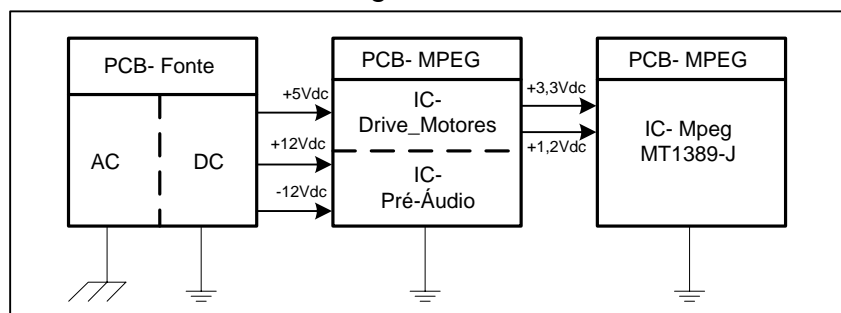 PCB- Fonte
AC
DC
+5Vdc
+12Vdc
-12Vdc
PCB- MPEG
IC-
Drive_Motores
IC-
Pré-Áudio
+3,3Vdc
+1,2Vdc
PCB- MPEG
IC- Mpeg
MT1389-J